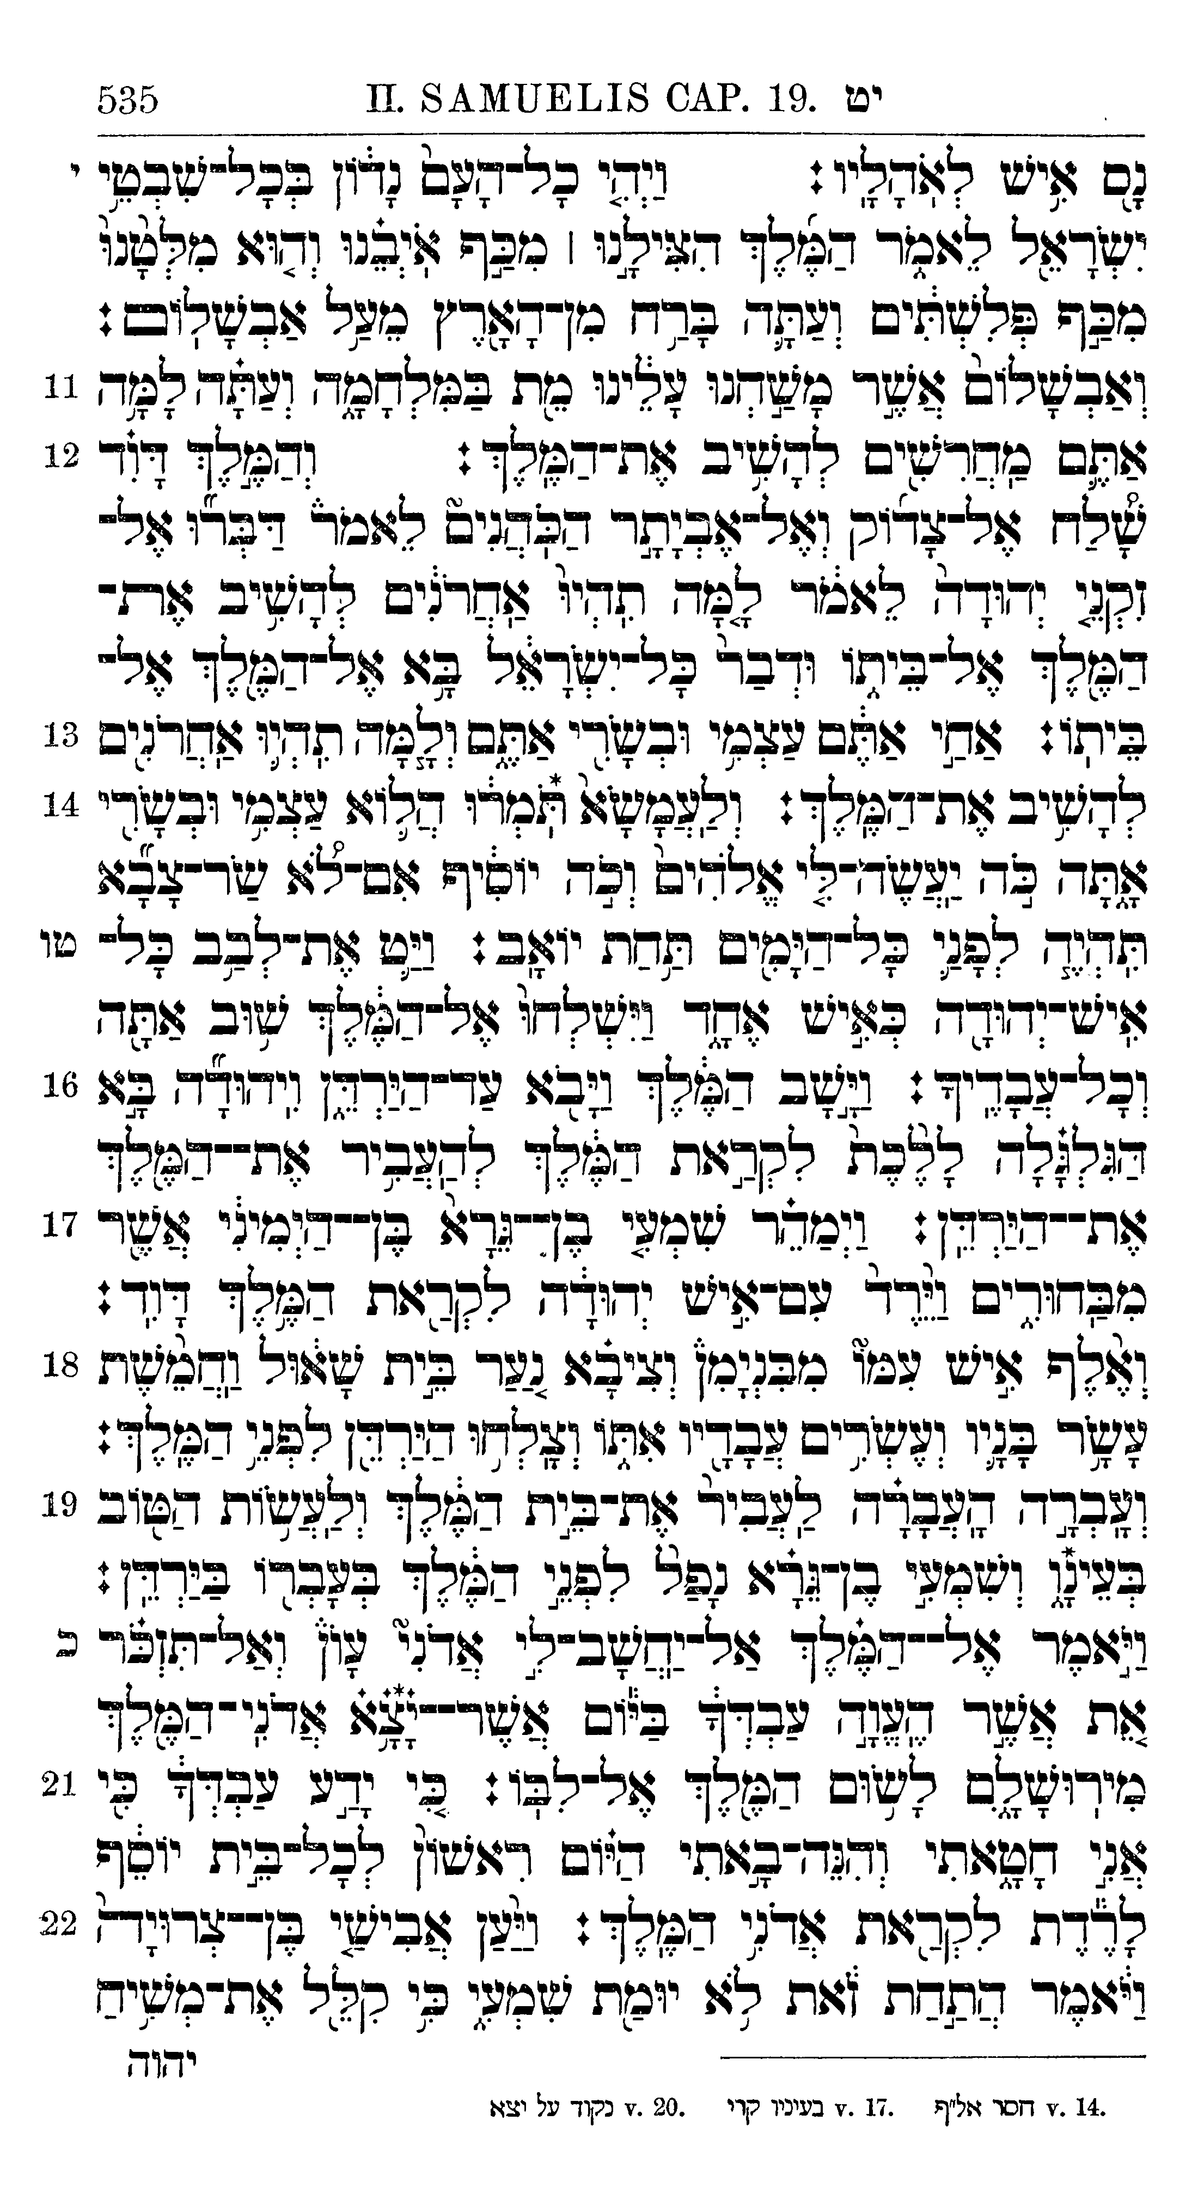 535 II. SAMUELIS CAP. 19. יט
נָ֖ס אִ֥ישׁ לְאֹהָלָֽיו׃ וַיְהִ֤י כָל־הָעָם֙ נָד֔וֹן בְּכָל־שִׁבְטֵ֥י י
יִשְׂרָאֵ֖ל לֵאמֹ֑ר הַמֶּ֜לֶךְ הִצִּילָ֣נוּ ׀ מִכַּ֣ף אֹֽיְבֵ֗ינוּ וְה֤וּא מִלְּטָ֙נוּ֙
מִכַּ֣ף פְּלִשְׁתִּ֔ים וְעַתָּ֛ה בָּרַ֥ח מִן־הָאָ֖רֶץ מֵעַ֥ל אַבְשָׁלֽוֹם׃
11 וְאַבְשָׁלוֹם֙ אֲשֶׁ֣ר מָשַׁ֣חְנוּ עָלֵ֔ינוּ מֵ֖ת בַּמִּלְחָמָ֑ה וְעַתָּ֗ה לָמָ֥ה
12 אַתֶּ֛ם מַחֲרִשִׁ֖ים לְהָשִׁ֥יב אֶת־הַמֶּֽלֶךְ׃ וְהַמֶּ֣לֶךְ דָּוִ֗ד
שָׁ֠לַח אֶל־צָד֨וֹק וְאֶל־אֶבְיָתָ֥ר הַכֹּהֲנִים֮ לֵאמֹר֒ דַּבְּר֞וּ אֶל־
זִקְנֵ֤י יְהוּדָה֙ לֵאמֹ֔ר לָ֤מָּה תִֽהְיוּ֙ אַֽחֲרֹנִ֔ים לְהָשִׁ֥יב אֶת־
הַמֶּ֖לֶךְ אֶל־בֵּית֑וֹ וּדְבַר֙ כָּל־יִשְׂרָאֵ֔ל בָּ֥א אֶל־הַמֶּ֖לֶךְ אֶל־
13 בֵּיתֽוֹ׃ אַחַ֣י אַתֶּ֔ם עַצְמִ֥י וּבְשָׂרִ֖י אַתֶּ֑ם וְלָ֧מָּה תִֽהְי֛וּ אַֽחֲרֹנִ֖ים
14 לְהָשִׁ֥יב אֶת־הַמֶּֽלֶךְ׃ וְלַֽעֲמָשָׂא֙ תֹּֽמְר֔וּ* הֲל֛וֹא עַצְמִ֥י וּבְשָׂרִ֖י
אָ֑תָּה כֹּ֣ה יַֽעֲשֶׂה־לִּ֤י אֱלֹהִים֙ וְכֹ֣ה יוֹסִ֔יף אִם־לֹ֠א שַׂר־צָבָ֞א
תִּֽהְיֶ֧ה לְפָנַ֛י כָּל־הַיָּמִ֖ים תַּ֥חַת יוֹאָֽב׃ וַיַּ֛ט אֶת־לְבַ֥ב כָּל־ טו
אִֽישׁ־יְהוּדָ֖ה כְּאִ֣ישׁ אֶחָ֑ד וַֽיִּשְׁלְחוּ֙ אֶל־הַמֶּ֔לֶךְ שׁ֥וּב אַתָּ֖ה
16 וְכָל־עֲבָדֶֽיךָ׃ וַיָּ֣שָׁב הַמֶּ֔לֶךְ וַיָּבֹ֖א עַד־הַיַּרְדֵּ֑ן וִֽיהוּדָ֞ה בָּ֣א
הַגִּלְגָּ֗לָה לָלֶ֙כֶת֙ לִקְרַ֣את הַמֶּ֔לֶךְ לְהַֽעֲבִ֥יר אֶת־הַמֶּ֖לֶךְ
17 אֶת־הַיַּרְדֵּֽן׃ וַיְמַהֵ֗ר שִׁמְעִ֤י בֶן־גֵּרָא֙ בֶּן־הַיְמִינִ֔י אֲשֶׁ֖ר
מִבַּֽחוּרִ֑ים וַיֵּ֙רֶד֙ עִם־אִ֣ישׁ יְהוּדָ֔ה לִקְרַ֖את הַמֶּ֥לֶךְ דָּוִֽד׃
18 וְאֶ֨לֶף אִ֣ישׁ עִמּוֹ֮ מִבִּנְיָמִן֒ וְצִיבָ֗א נַ֚עַר בֵּ֣ית שָׁא֔וּל וַחֲמֵ֨שֶׁת
עָשָׂ֥ר בָּנָ֛יו וְעֶשְׂרִ֥ים עֲבָדָ֖יו אִתּ֑וֹ וְצָלְח֥וּ הַיַּרְדֵּ֖ן לִפְנֵ֥י הַמֶּֽלֶךְ׃
19 וְעָבְרָ֣ה הָֽעֲבָרָ֗ה לַֽעֲבִיר֙ אֶת־בֵּ֣ית הַמֶּ֔לֶךְ וְלַֽעֲשׂ֥וֹת הַטּ֖וֹב
בְּעֵינָ֑ו* וְשִׁמְעִ֣י בֶן־גֵּרָ֗א נָפַל֙ לִפְנֵ֣י הַמֶּ֔לֶךְ בְּעָבְר֖וֹ בַּיַּרְדֵּֽן׃
וַיֹּ֣אמֶר אֶל־הַמֶּ֗לֶךְ אַל־יַֽחֲשָׁב־לִ֣י אֲדֹנִי֮ עָוֹן֒ וְאַל־תִּזְכֹּ֗ר כ
אֵ֚ת אֲשֶׁ֣ר הֶֽעֱוָ֣ה עַבְדְּךָ֔ בַּיּ֕וֹם אֲשֶׁר־יָׄצָ֥ׄאׄ* אֲדֹנִֽי־הַמֶּ֖לֶךְ
21 מִירֽוּשָׁלָ֑͏ִם לָשׂ֥וּם הַמֶּ֖לֶךְ אֶל־לִבּֽוֹ׃ כִּ֚י יָדַ֣ע עַבְדְּךָ֔ כִּ֖י
אֲנִ֣י חָטָ֑אתִי וְהִנֵּֽה־בָ֣אתִי הַיּ֗וֹם רִאשׁוֹן֙ לְכָל־בֵּ֣ית יוֹסֵ֔ף
22 לָרֶ֕דֶת לִקְרַ֖את אֲדֹנִ֥י הַמֶּֽלֶךְ׃ וַיַּ֨עַן אֲבִישַׁ֤י בֶּן־צְרוּיָה֙
וַיֹּ֔אמֶר הֲתַ֣חַת זֹ֔את לֹ֥א יוּמַ֖ת שִׁמְעִ֑י כִּ֥י קִלֵּ֖ל אֶת־מְשִׁ֥יחַ
יהוה
v. 14. חסר אל״ף v. 17. בעיניו קרי v. 20. נקוד על יצא